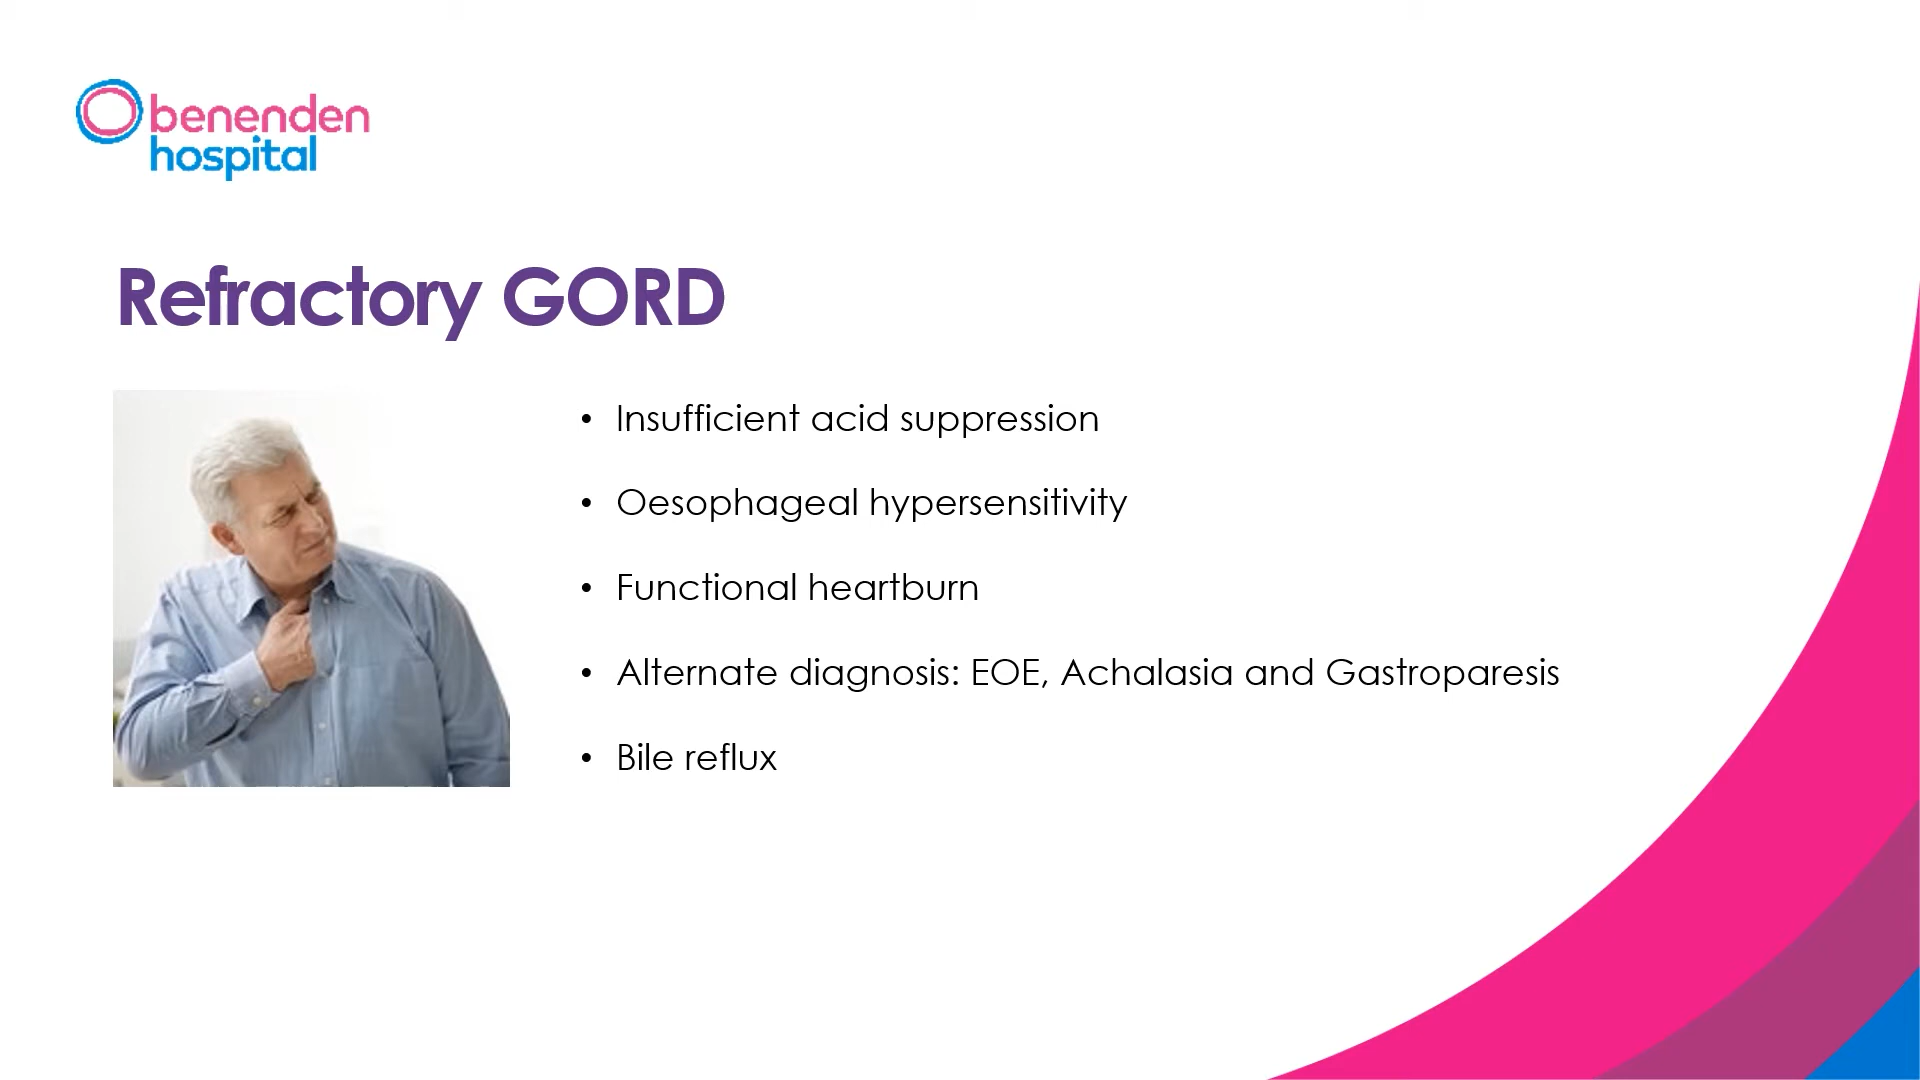 benenden
hospital
Refractory GORD
• Insufficient acid suppression
• Oesophageal hypersensitivity
• Functional heartburn
• Alternate diagnosis: EOE, Achalasia and Gastroparesis
• Bile reflux